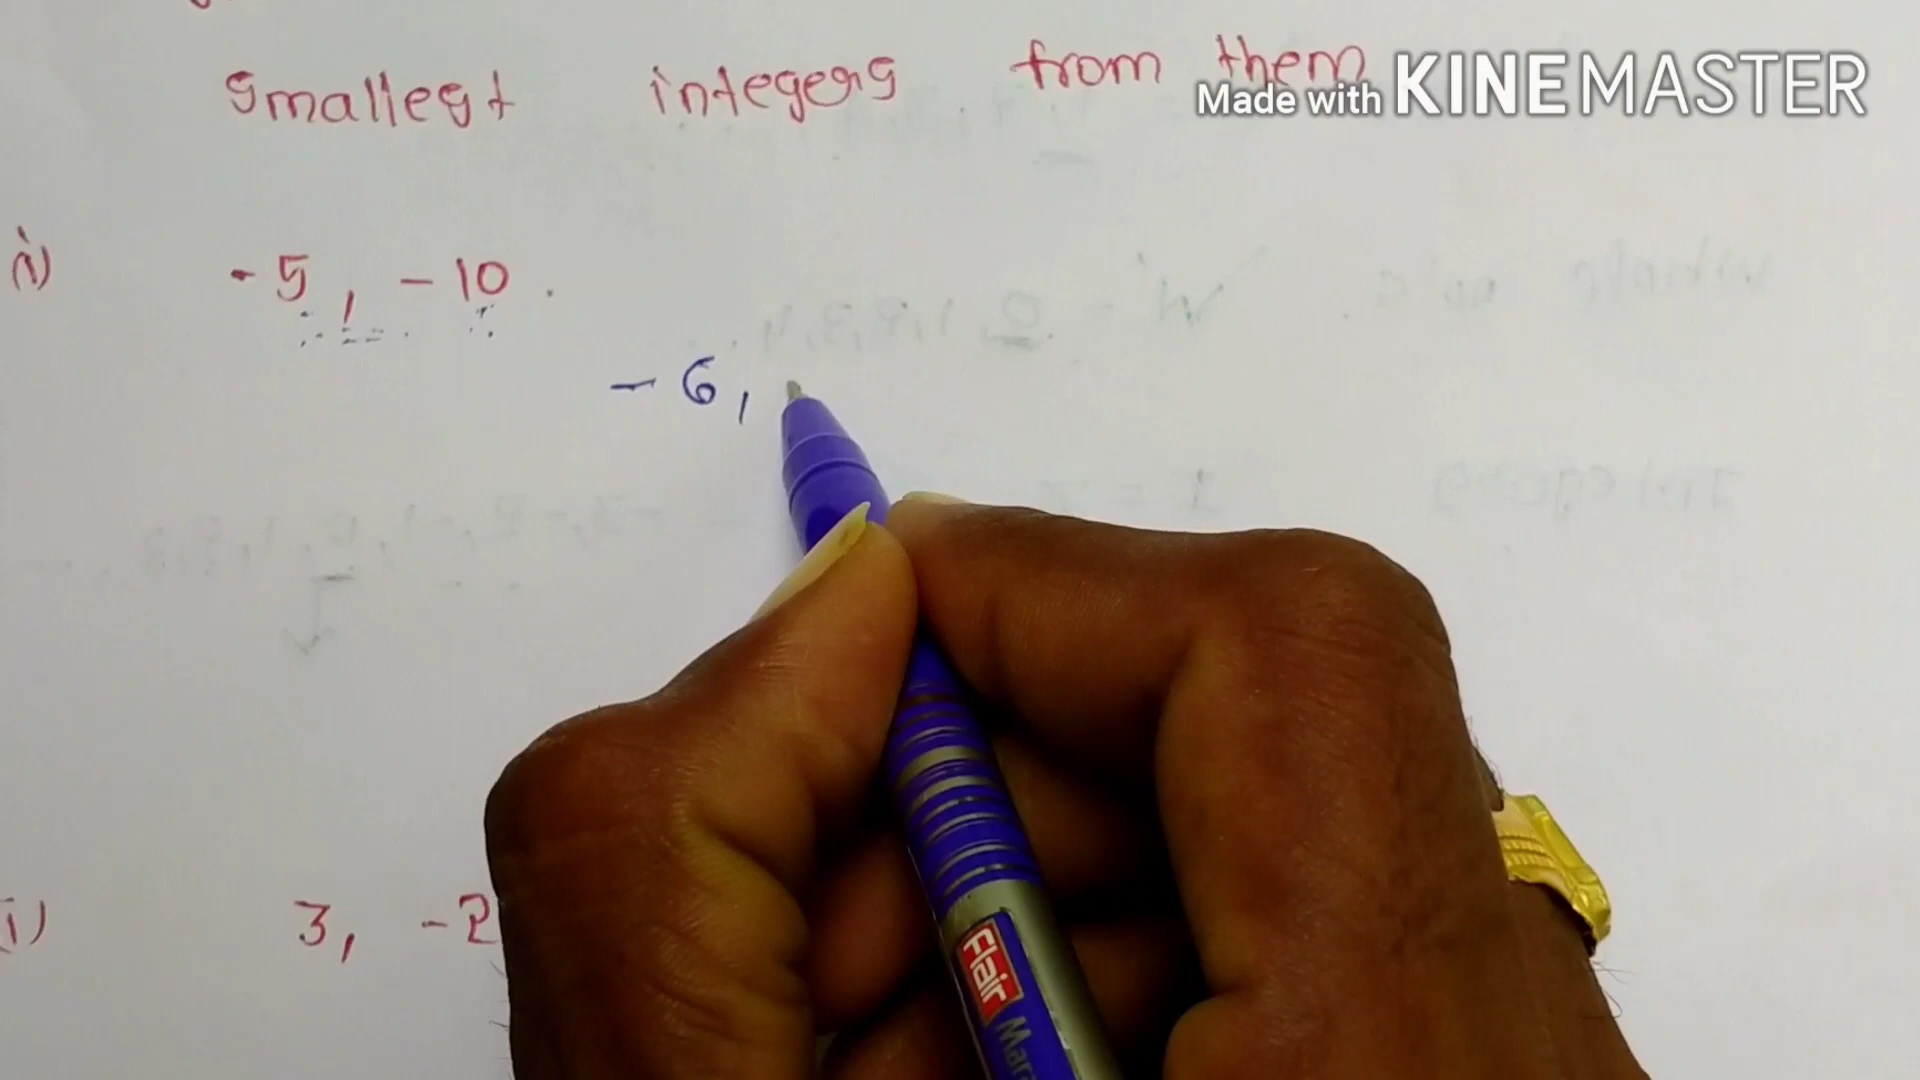 smallest integers from them
Made with KINEMASTER
i) -5, -10.
-6,
i) 3, -2
Flair